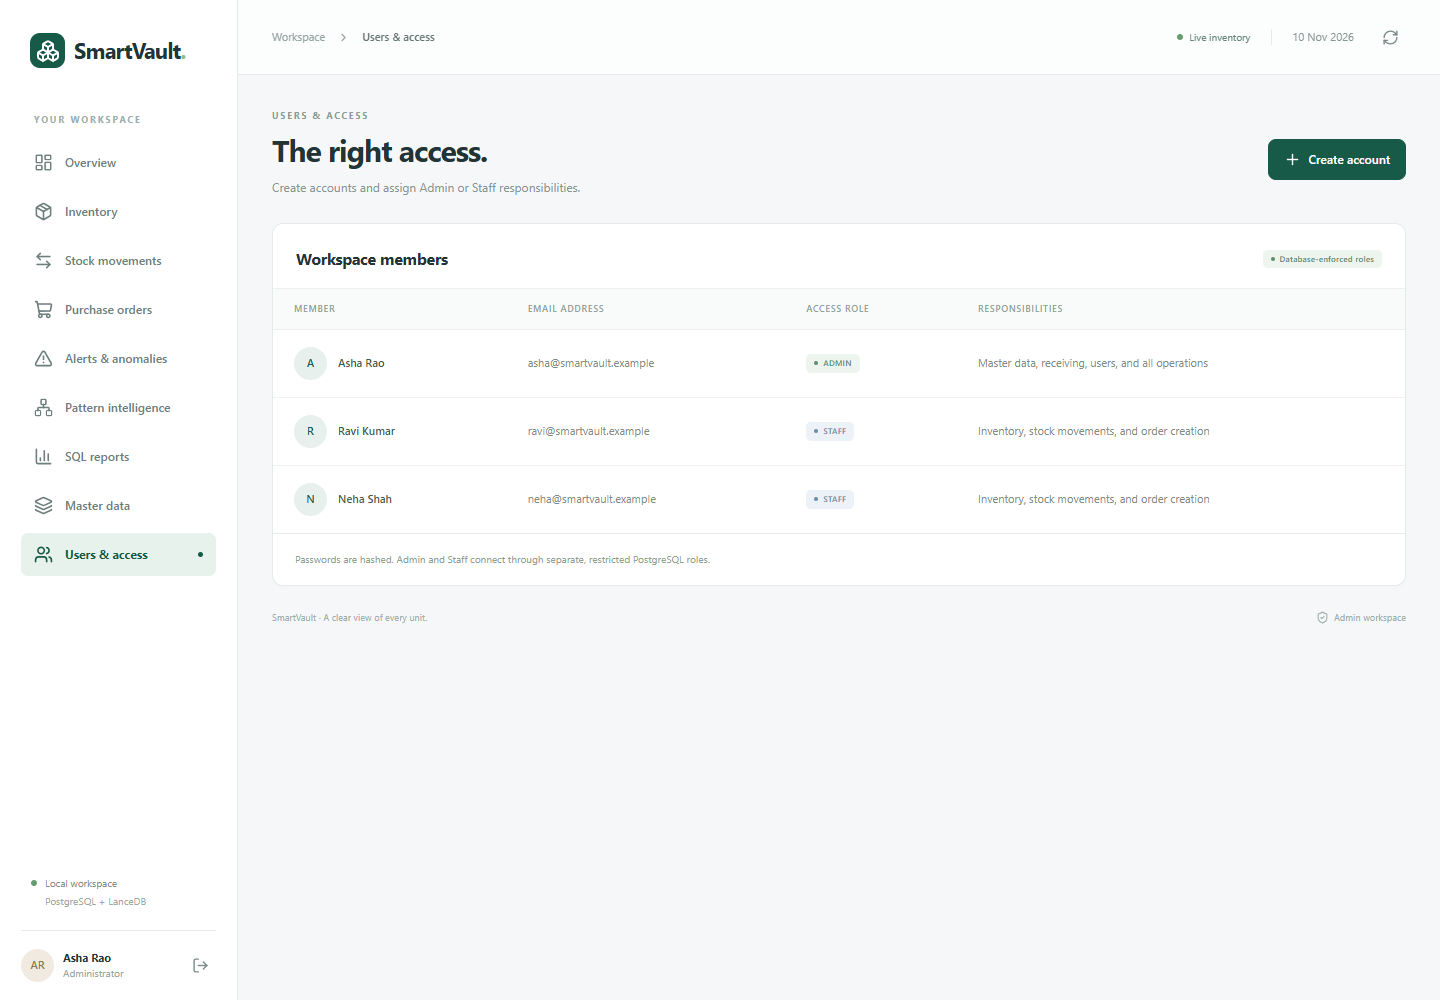 SmartVault.
YOUR WORKSPACE
Overview
Inventory
Stock movements
Purchase orders
Alerts & anomalies
Pattern intelligence
SQL reports
Master data
Users & access
Local workspace
PostgreSQL + LanceDB
AR
Asha Rao
Administrator
Workspace > Users & access
Live inventory
10 Nov 2026
USERS & ACCESS
The right access.
Create accounts and assign Admin or Staff responsibilities.
+ Create account
Workspace members
Database-enforced roles
MEMBER EMAIL ADDRESS ACCESS ROLE RESPONSIBILITIES
A Asha Rao asha@smartvault.example ADMIN Master data, receiving, users, and all operations
R Ravi Kumar ravi@smartvault.example STAFF Inventory, stock movements, and order creation
N Neha Shah neha@smartvault.example STAFF Inventory, stock movements, and order creation
Passwords are hashed. Admin and Staff connect through separate, restricted PostgreSQL roles.
SmartVault · A clear view of every unit.
Admin workspace